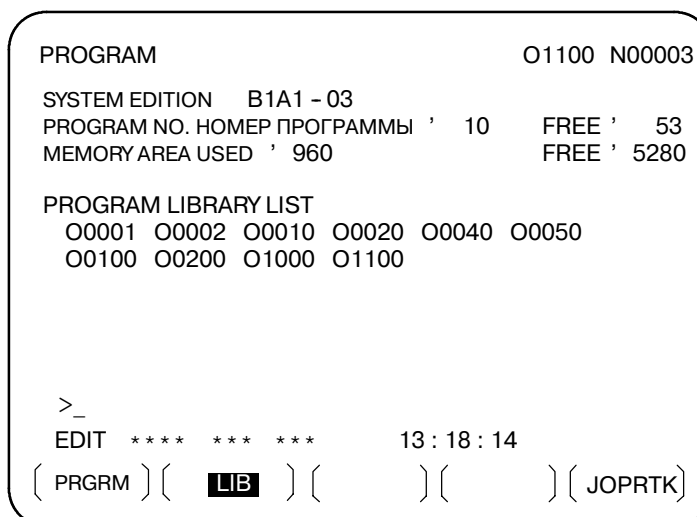 PROGRAM O1100 N00003
SYSTEM EDITION B1A1 - 03
PROGRAM NO. НОМЕР ПРОГРАММЫ ' 10 FREE ' 53
MEMORY AREA USED ' 960 FREE ' 5280
PROGRAM LIBRARY LIST
O0001 O0002 O0010 O0020 O0040 O0050
O0100 O0200 O1000 O1100
>_
EDIT **** *** *** 13 : 18 : 14
[ PRGRM ] [ LIB ] [ ] [ ] [ JOPRTK ]